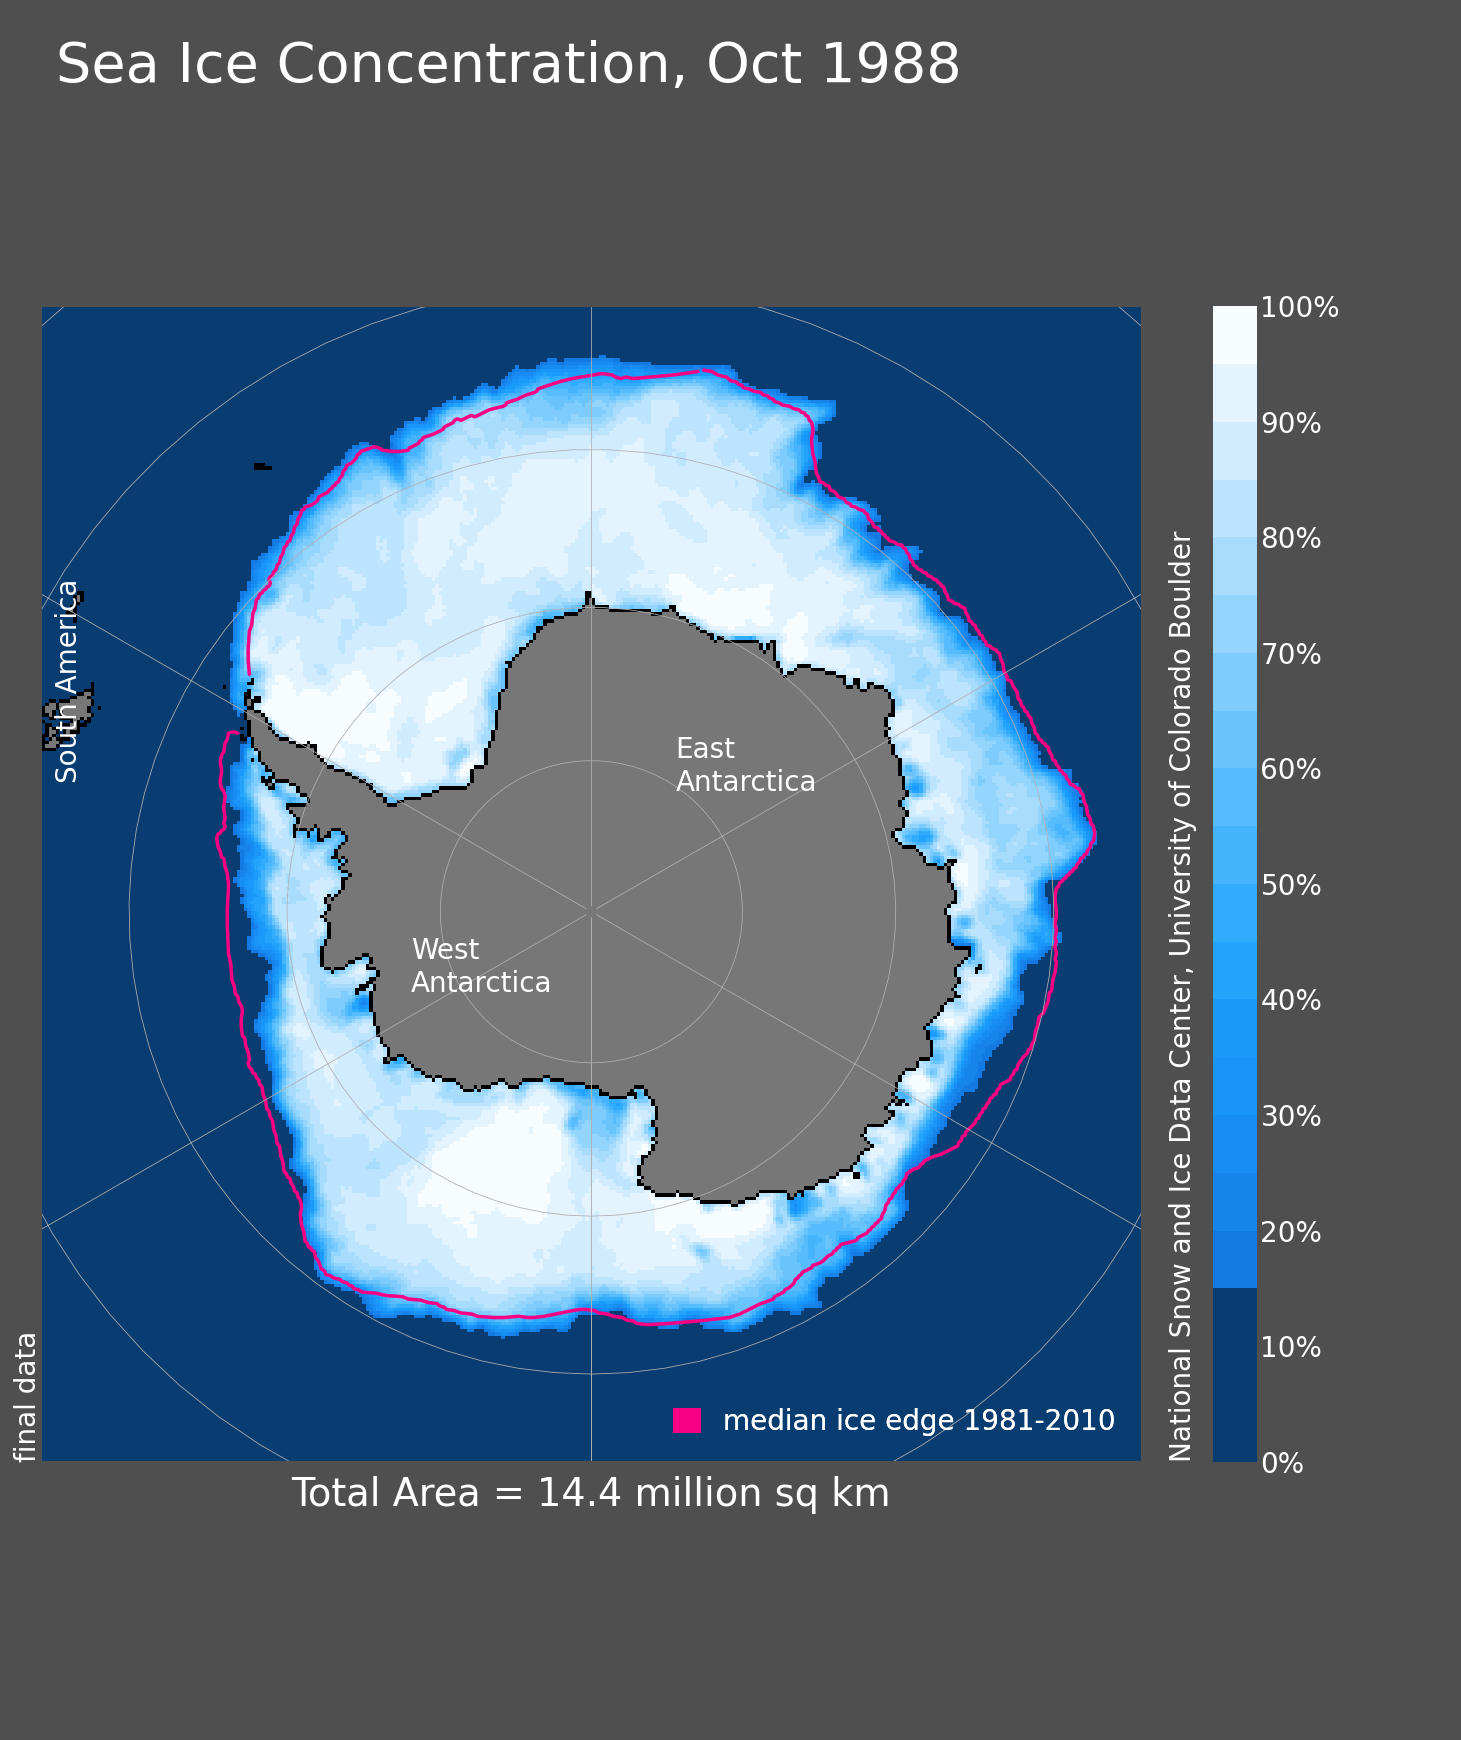 Sea Ice Concentration, Oct 1988
South America
East
Antarctica
West
Antarctica
median ice edge 1981-2010
final data
Total Area = 14.4 million sq km
National Snow and Ice Data Center, University of Colorado Boulder
100%
90%
80%
70%
60%
50%
40%
30%
20%
10%
0%